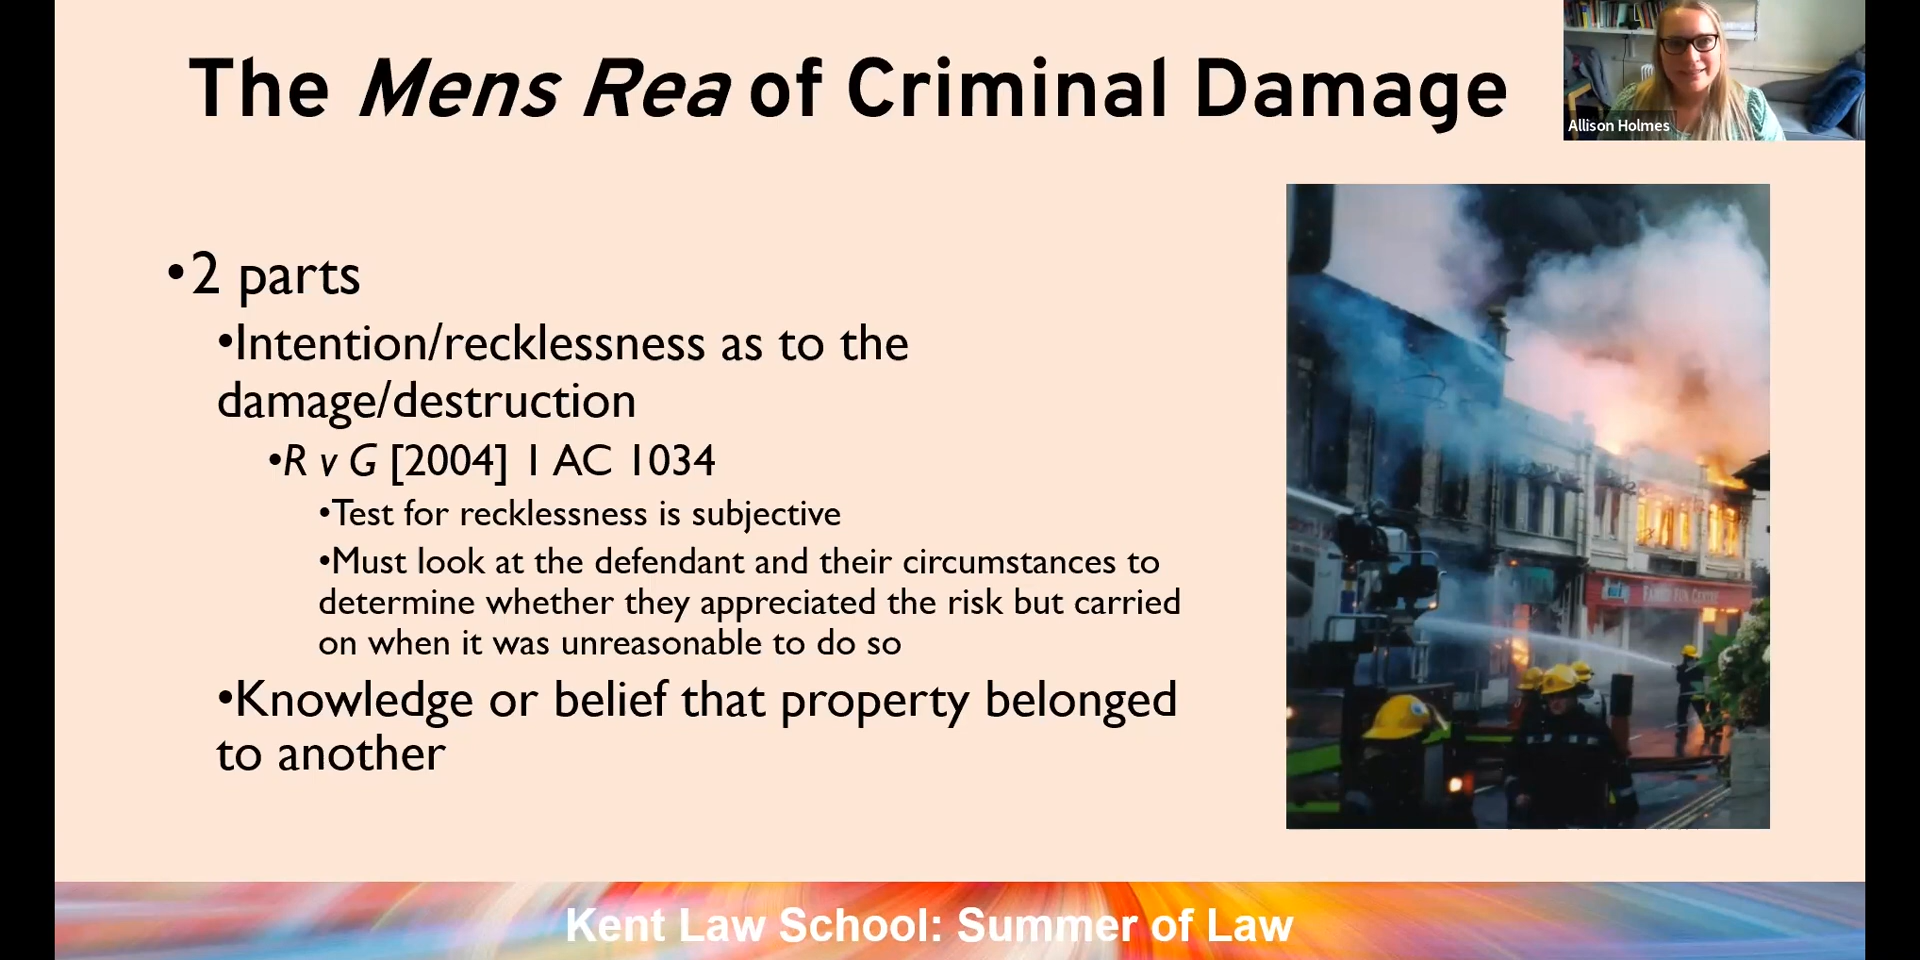 The Mens Rea of Criminal Damage
Allison Holmes
•2 parts
•Intention/recklessness as to the
damage/destruction
•R v G [2004] 1 AC 1034
•Test for recklessness is subjective
•Must look at the defendant and their circumstances to
determine whether they appreciated the risk but carried
on when it was unreasonable to do so
•Knowledge or belief that property belonged
to another
FAMILY FUN CENTRE
Kent Law School: Summer of Law